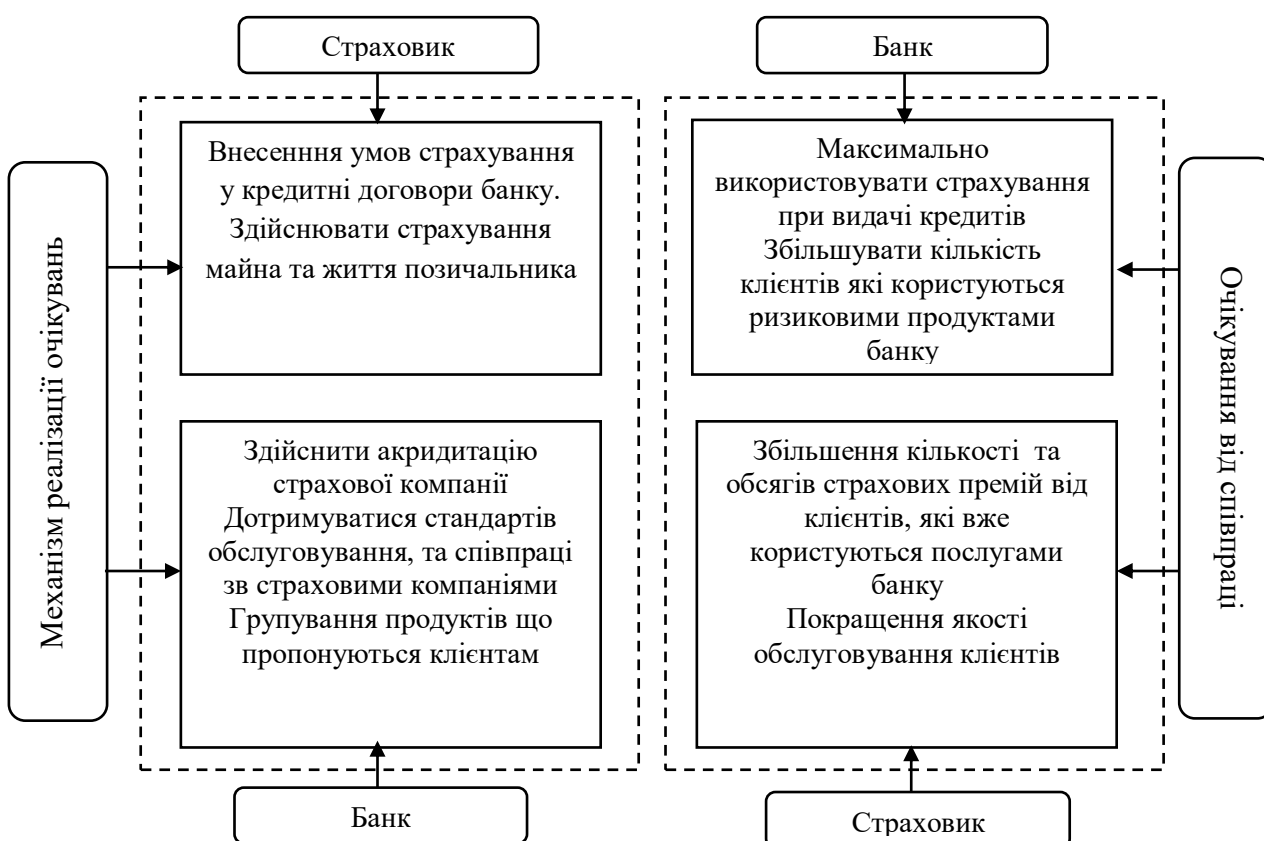 Страховик
Банк
Механізм реалізації очікувань
Внесенння умов страхування
у кредитні договори банку.
Здійснювати страхування
майна та життя позичальника
Максимально
використовувати страхування
при видачі кредитів
Збільшувати кількість
клієнтів які користуються
ризиковими продуктами
банку
Очікування від співпраці
Здійснити акридитацію
страхової компанії
Дотримуватися стандартів
обслуговування, та співпраці
зв страховими компаніями
Групування продуктів що
пропонуються клієнтам
Збільшення кількості та
обсягів страхових премій від
клієнтів, які вже
користуються послугами
банку
Покращення якості
обслуговування клієнтів
Банк
Страховик